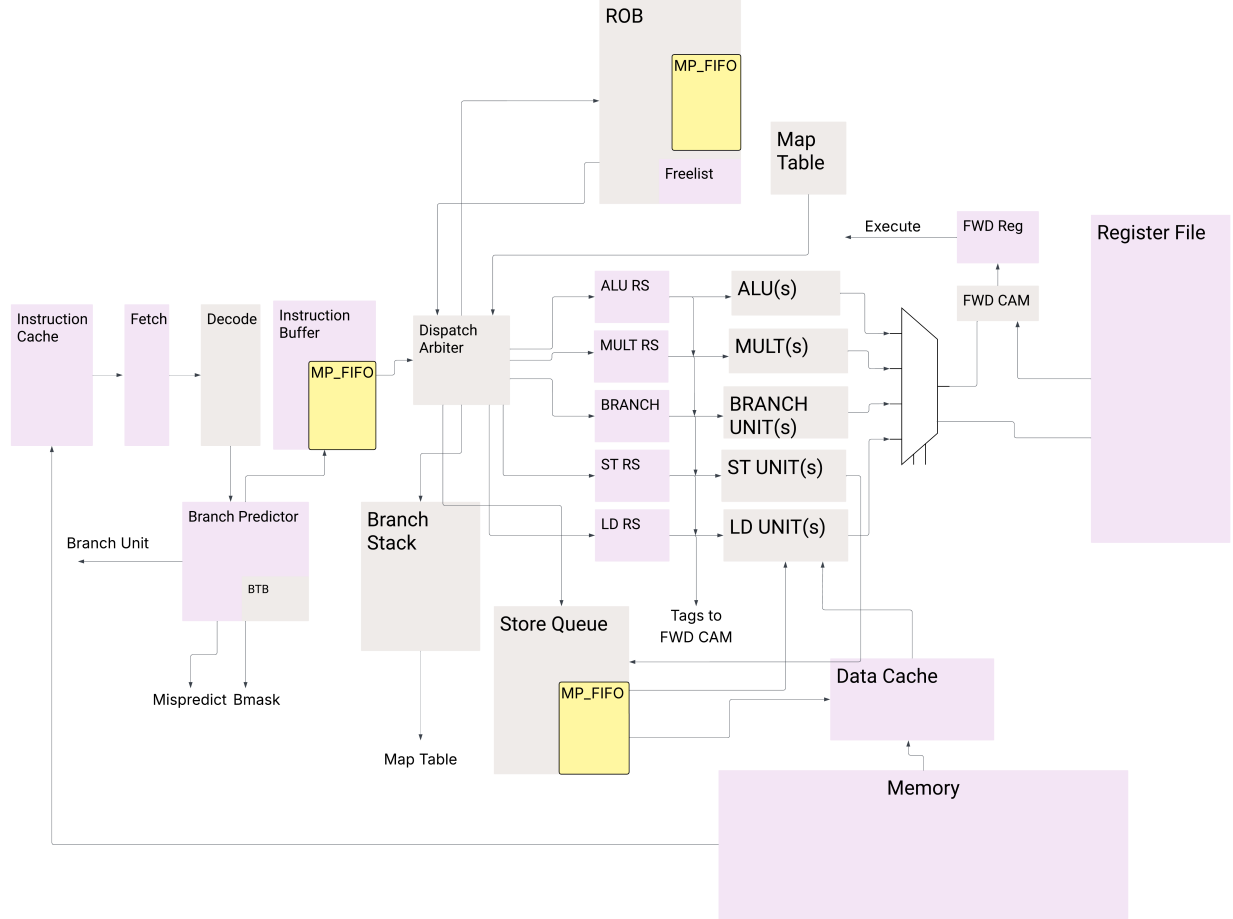 ROB
MP_FIFO
Freelist
Map
Table
Execute
FWD Reg
Register File
FWD CAM
Instruction
Cache
Fetch
Decode
Instruction
Buffer
MP_FIFO
Dispatch
Arbiter
ALU RS
ALU(s)
MULT RS
MULT(s)
BRANCH
BRANCH
UNIT(s)
ST RS
ST UNIT(s)
LD RS
LD UNIT(s)
Branch Predictor
BTB
Branch Unit
Mispredict
Bmask
Branch
Stack
Map Table
Store Queue
MP_FIFO
Tags to
FWD CAM
Data Cache
Memory